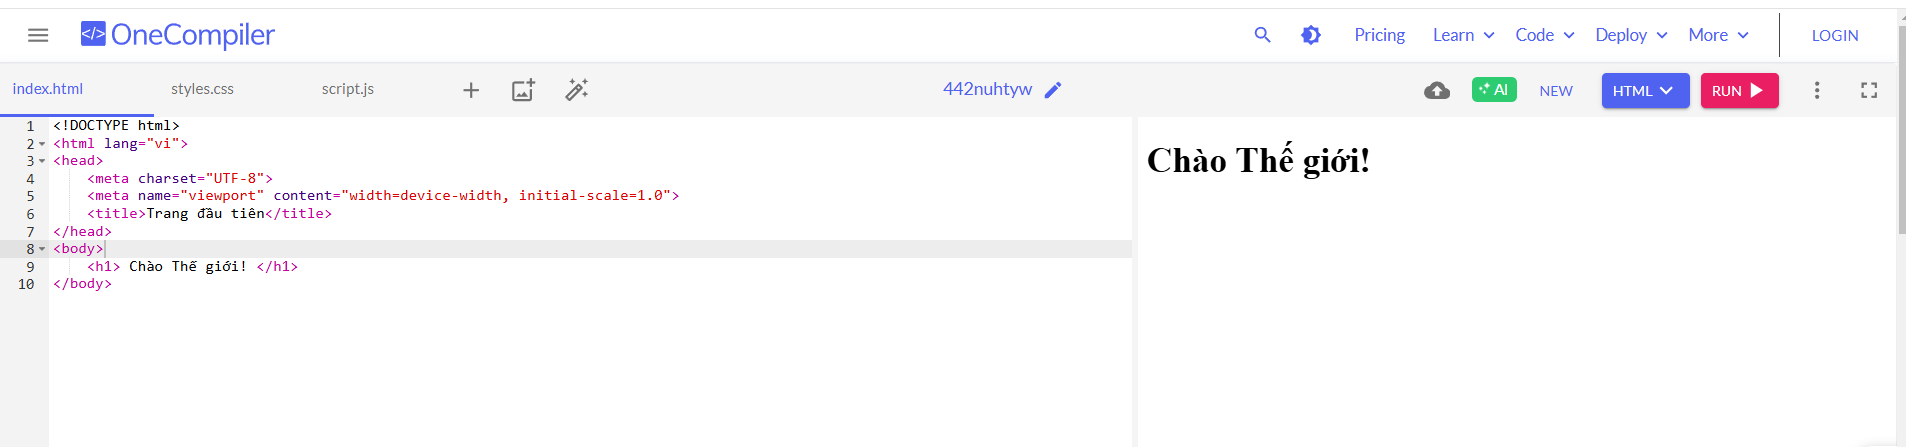 OneCompiler
Pricing Learn Code Deploy More LOGIN
index.html styles.css script.js 442nuhtyw AI NEW HTML RUN
1 <!DOCTYPE html>
2 <html lang="vi">
3 <head>
4 <meta charset="UTF-8">
5 <meta name="viewport" content="width=device-width, initial-scale=1.0">
6 <title>Trang đầu tiên</title>
7 </head>
8 <body>
9 <h1> Chào Thế giới! </h1>
10 </body>
Chào Thế giới!